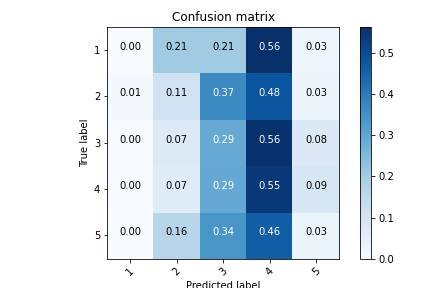 Confusion matrix
1 0.00 0.21 0.21 0.56 0.03
2 0.01 0.11 0.37 0.48 0.03
3 0.00 0.07 0.29 0.56 0.08
4 0.00 0.07 0.29 0.55 0.09
5 0.00 0.16 0.34 0.46 0.03
True label
1 2 3 4 5
Predicted label
0.5
0.4
0.3
0.2
0.1
0.0